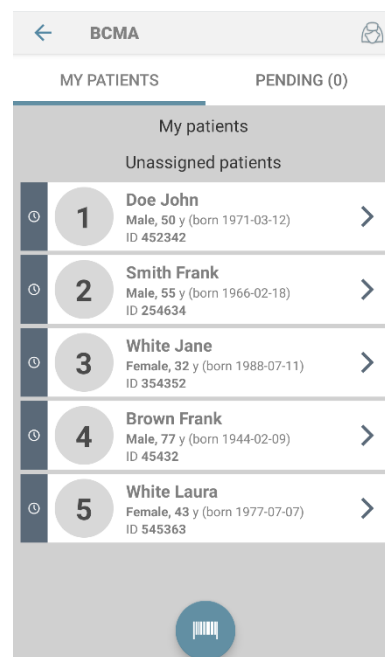 BCMA
MY PATIENTS
PENDING (0)
My patients
Unassigned patients
1
Doe John
Male, 50 y (born 1971-03-12)
ID 452342
2
Smith Frank
Male, 55 y (born 1966-02-18)
ID 254634
3
White Jane
Female, 32 y (born 1988-07-11)
ID 354352
4
Brown Frank
Male, 77 y (born 1944-02-09)
ID 45432
5
White Laura
Female, 43 y (born 1977-07-07)
ID 545363